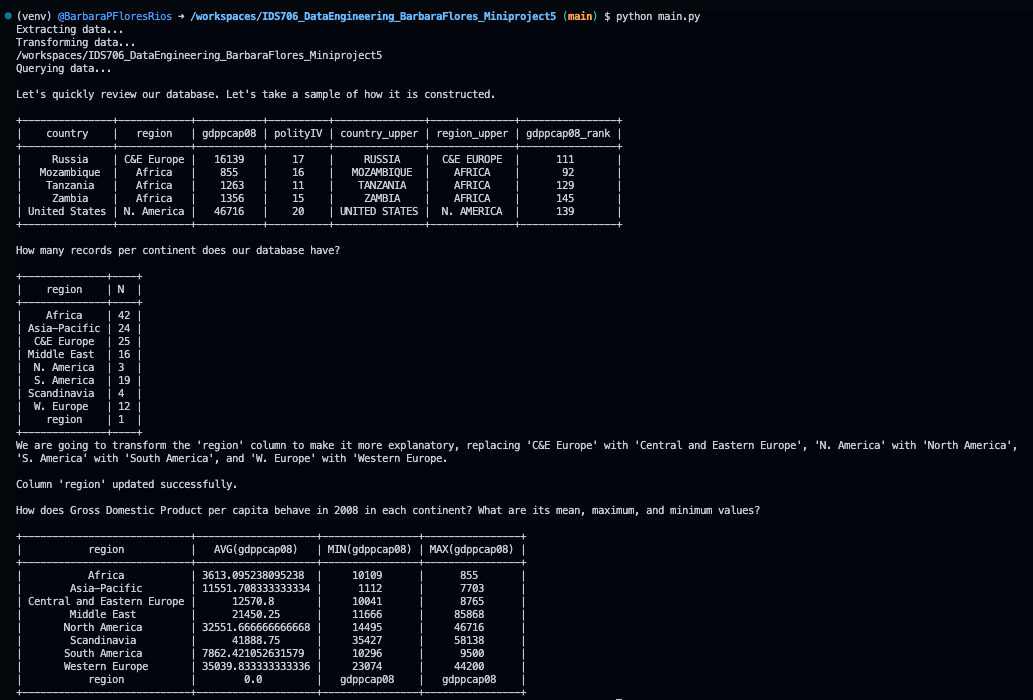 (venv) @BarbaraPFloresRios → /workspaces/IDS706_DataEngineering_BarbaraFlores_Miniproject5 (main) $ python main.py
Extracting data...
Transforming data...
/workspaces/IDS706_DataEngineering_BarbaraFlores_Miniproject5
Querying data...

Let's quickly review our database. Let's take a sample of how it is constructed.

+---------------+------------+-----------+----------+---------------+--------------+----------------+
|    country    |   region   | gdppcap08 | polityIV | country_upper | region_upper | gdppcap08_rank |
+---------------+------------+-----------+----------+---------------+--------------+----------------+
|     Russia    | C&E Europe |   16139   |    17    |     RUSSIA    |  C&E EUROPE  |      111       |
|   Mozambique  |   Africa   |    855    |    16    |   MOZAMBIQUE  |    AFRICA    |       92       |
|    Tanzania   |   Africa   |    1263   |    11    |    TANZANIA   |    AFRICA    |      129       |
|     Zambia    |   Africa   |    1356   |    15    |     ZAMBIA    |    AFRICA    |      145       |
| United States | N. America |   46716   |    20    | UNITED STATES |  N. AMERICA  |      139       |
+---------------+------------+-----------+----------+---------------+--------------+----------------+

How many records per continent does our database have?

+--------------+----+
|    region    | N  |
+--------------+----+
|    Africa    | 42 |
| Asia-Pacific | 24 |
|  C&E Europe  | 25 |
| Middle East  | 16 |
|  N. America  | 3  |
|  S. America  | 19 |
| Scandinavia  | 4  |
|  W. Europe   | 12 |
|    region    | 1  |
+--------------+----+
We are going to transform the 'region' column to make it more explanatory, replacing 'C&E Europe' with 'Central and Eastern Europe', 'N. America' with 'North America',
'S. America' with 'South America', and 'W. Europe' with 'Western Europe.

Column 'region' updated successfully.

How does Gross Domestic Product per capita behave in 2008 in each continent? What are its mean, maximum, and minimum values?

+----------------------------+--------------------+----------------+----------------+
|           region           |   AVG(gdppcap08)   | MIN(gdppcap08) | MAX(gdppcap08) |
+----------------------------+--------------------+----------------+----------------+
|           Africa           | 3613.095238095238  |     10109      |      855       |
|        Asia-Pacific        | 11551.708333333334 |      1112      |      7703      |
| Central and Eastern Europe |      12570.8       |     10041      |      8765      |
|        Middle East         |      21450.25      |     11666      |     85868      |
|       North America        | 32551.666666666668 |     14495      |     46716      |
|        Scandinavia         |      41888.75      |     35427      |     58138      |
|       South America        | 7862.421052631579  |     10296      |      9500      |
|       Western Europe       | 35039.833333333336 |     23074      |     44200      |
|           region           |        0.0         |   gdppcap08    |   gdppcap08    |
+----------------------------+--------------------+----------------+----------------+